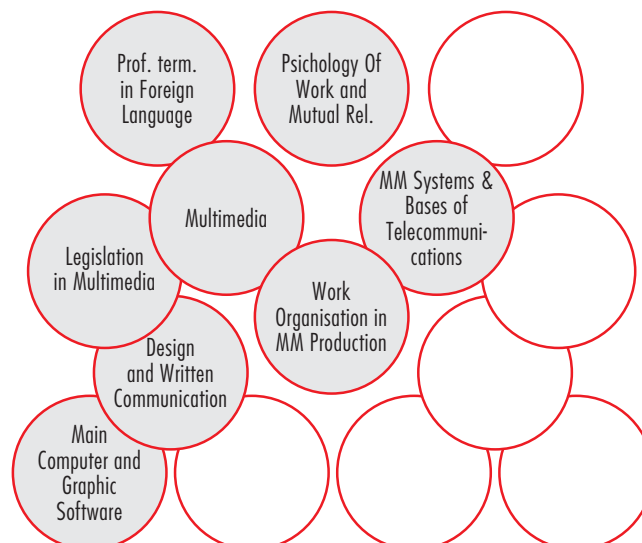 Prof. term.
in Foreign
Language
Psichology Of
Work and
Mutual Rel.
Multimedia
MM Systems &
Bases of
Telecommuni-
cations
Legislation
in Multimedia
Work
Organisation in
MM Production
Design
and Written
Communication
Main
Computer and
Graphic
Software